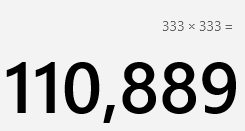 333 × 333 =
110,889